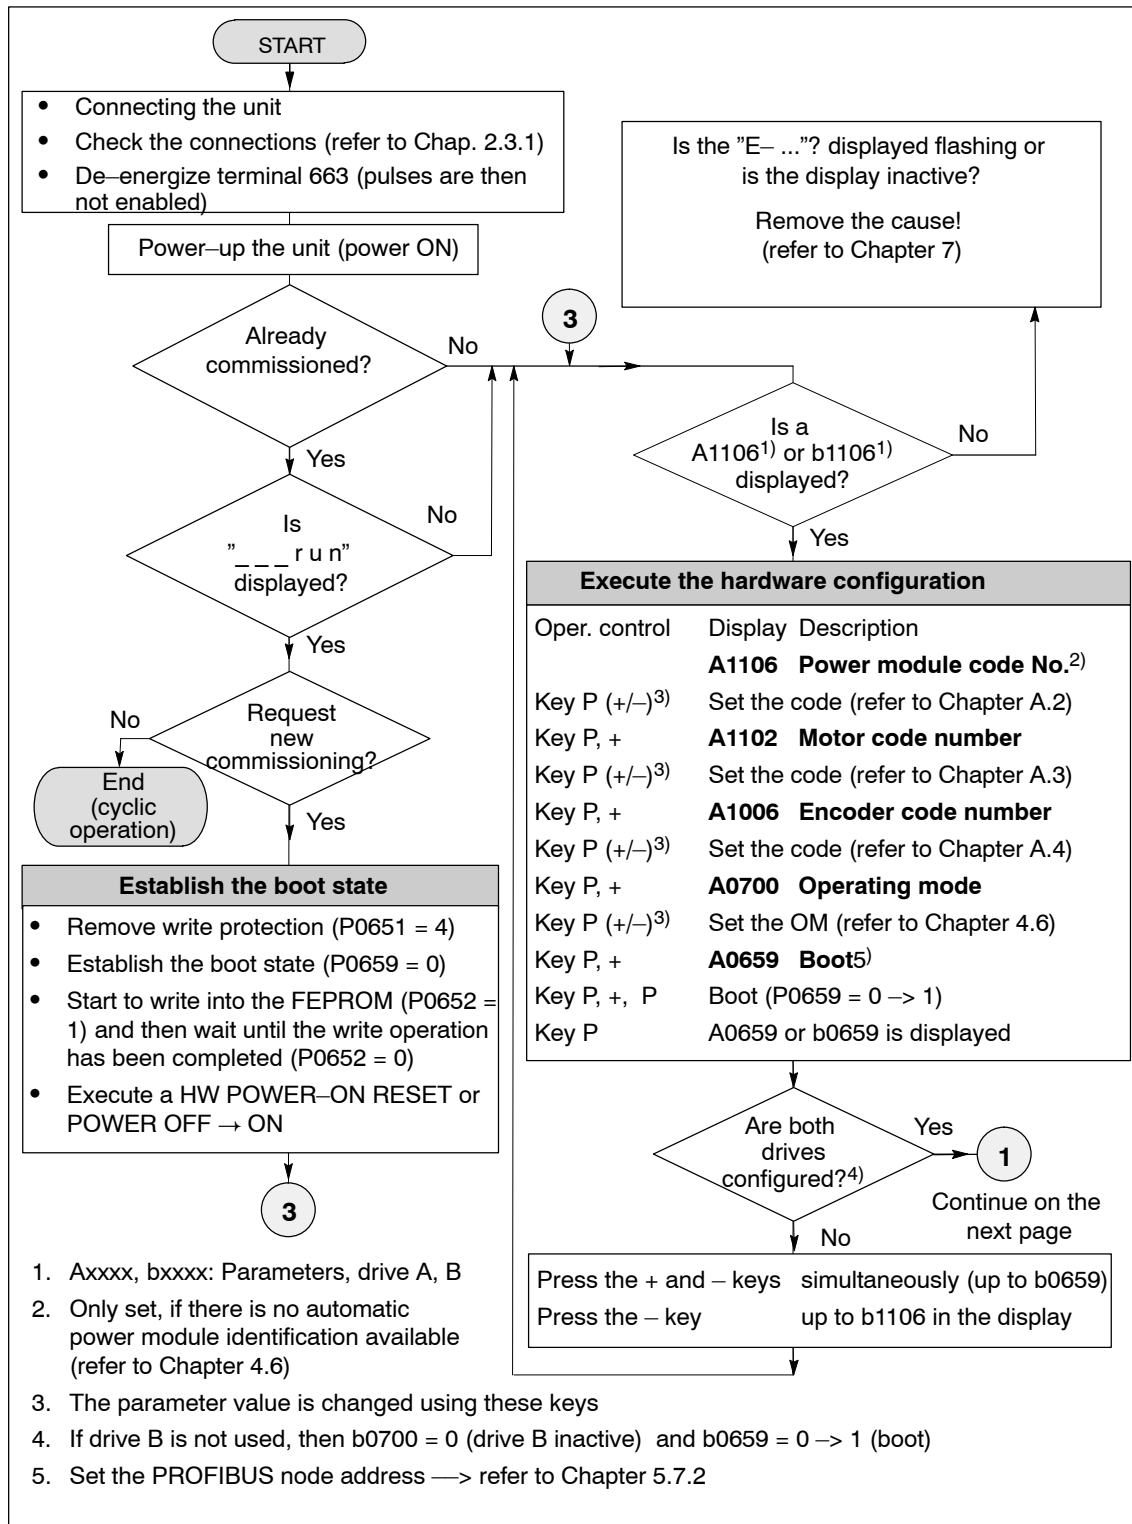 START
• Connecting the unit
• Check the connections (refer to Chap. 2.3.1)
• De–energize terminal 663 (pulses are then
not enabled)
Power–up the unit (power ON)
Already
commissioned?
No
Yes
Is
”_ _ _ r u n”
displayed?
No
Yes
Request
new
commissioning?
No
End
(cyclic
operation)
Yes
Establish the boot state
• Remove write protection (P0651 = 4)
• Establish the boot state (P0659 = 0)
• Start to write into the FEPROM (P0652 =
1) and then wait until the write operation
has been completed (P0652 = 0)
• Execute a HW POWER–ON RESET or
POWER OFF → ON
3
3
Is the ”E– ...”? displayed flashing or
is the display inactive?
Remove the cause!
(refer to Chapter 7)
Is a
A11061) or b11061)
displayed?
No
Yes
Execute the hardware configuration
Oper. control Display Description
A1106 Power module code No.2)
Key P (+/–)3) Set the code (refer to Chapter A.2)
Key P, + A1102 Motor code number
Key P (+/–)3) Set the code (refer to Chapter A.3)
Key P, + A1006 Encoder code number
Key P (+/–)3) Set the code (refer to Chapter A.4)
Key P, + A0700 Operating mode
Key P (+/–)3) Set the OM (refer to Chapter 4.6)
Key P, + A0659 Boot5)
Key P, +, P Boot (P0659 = 0 –> 1)
Key P A0659 or b0659 is displayed
Are both
drives
configured?4)
Yes
1
Continue on the
next page
No
Press the + and – keys simultaneously (up to b0659)
Press the – key up to b1106 in the display
1. Axxxx, bxxxx: Parameters, drive A, B
2. Only set, if there is no automatic
power module identification available
(refer to Chapter 4.6)
3. The parameter value is changed using these keys
4. If drive B is not used, then b0700 = 0 (drive B inactive) and b0659 = 0 –> 1 (boot)
5. Set the PROFIBUS node address ––> refer to Chapter 5.7.2